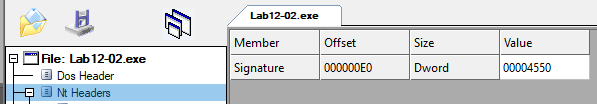 Lab12-02.exe
Member Offset Size Value
Signature 000000E0 Dword 00004550
File: Lab12-02.exe
Dos Header
Nt Headers